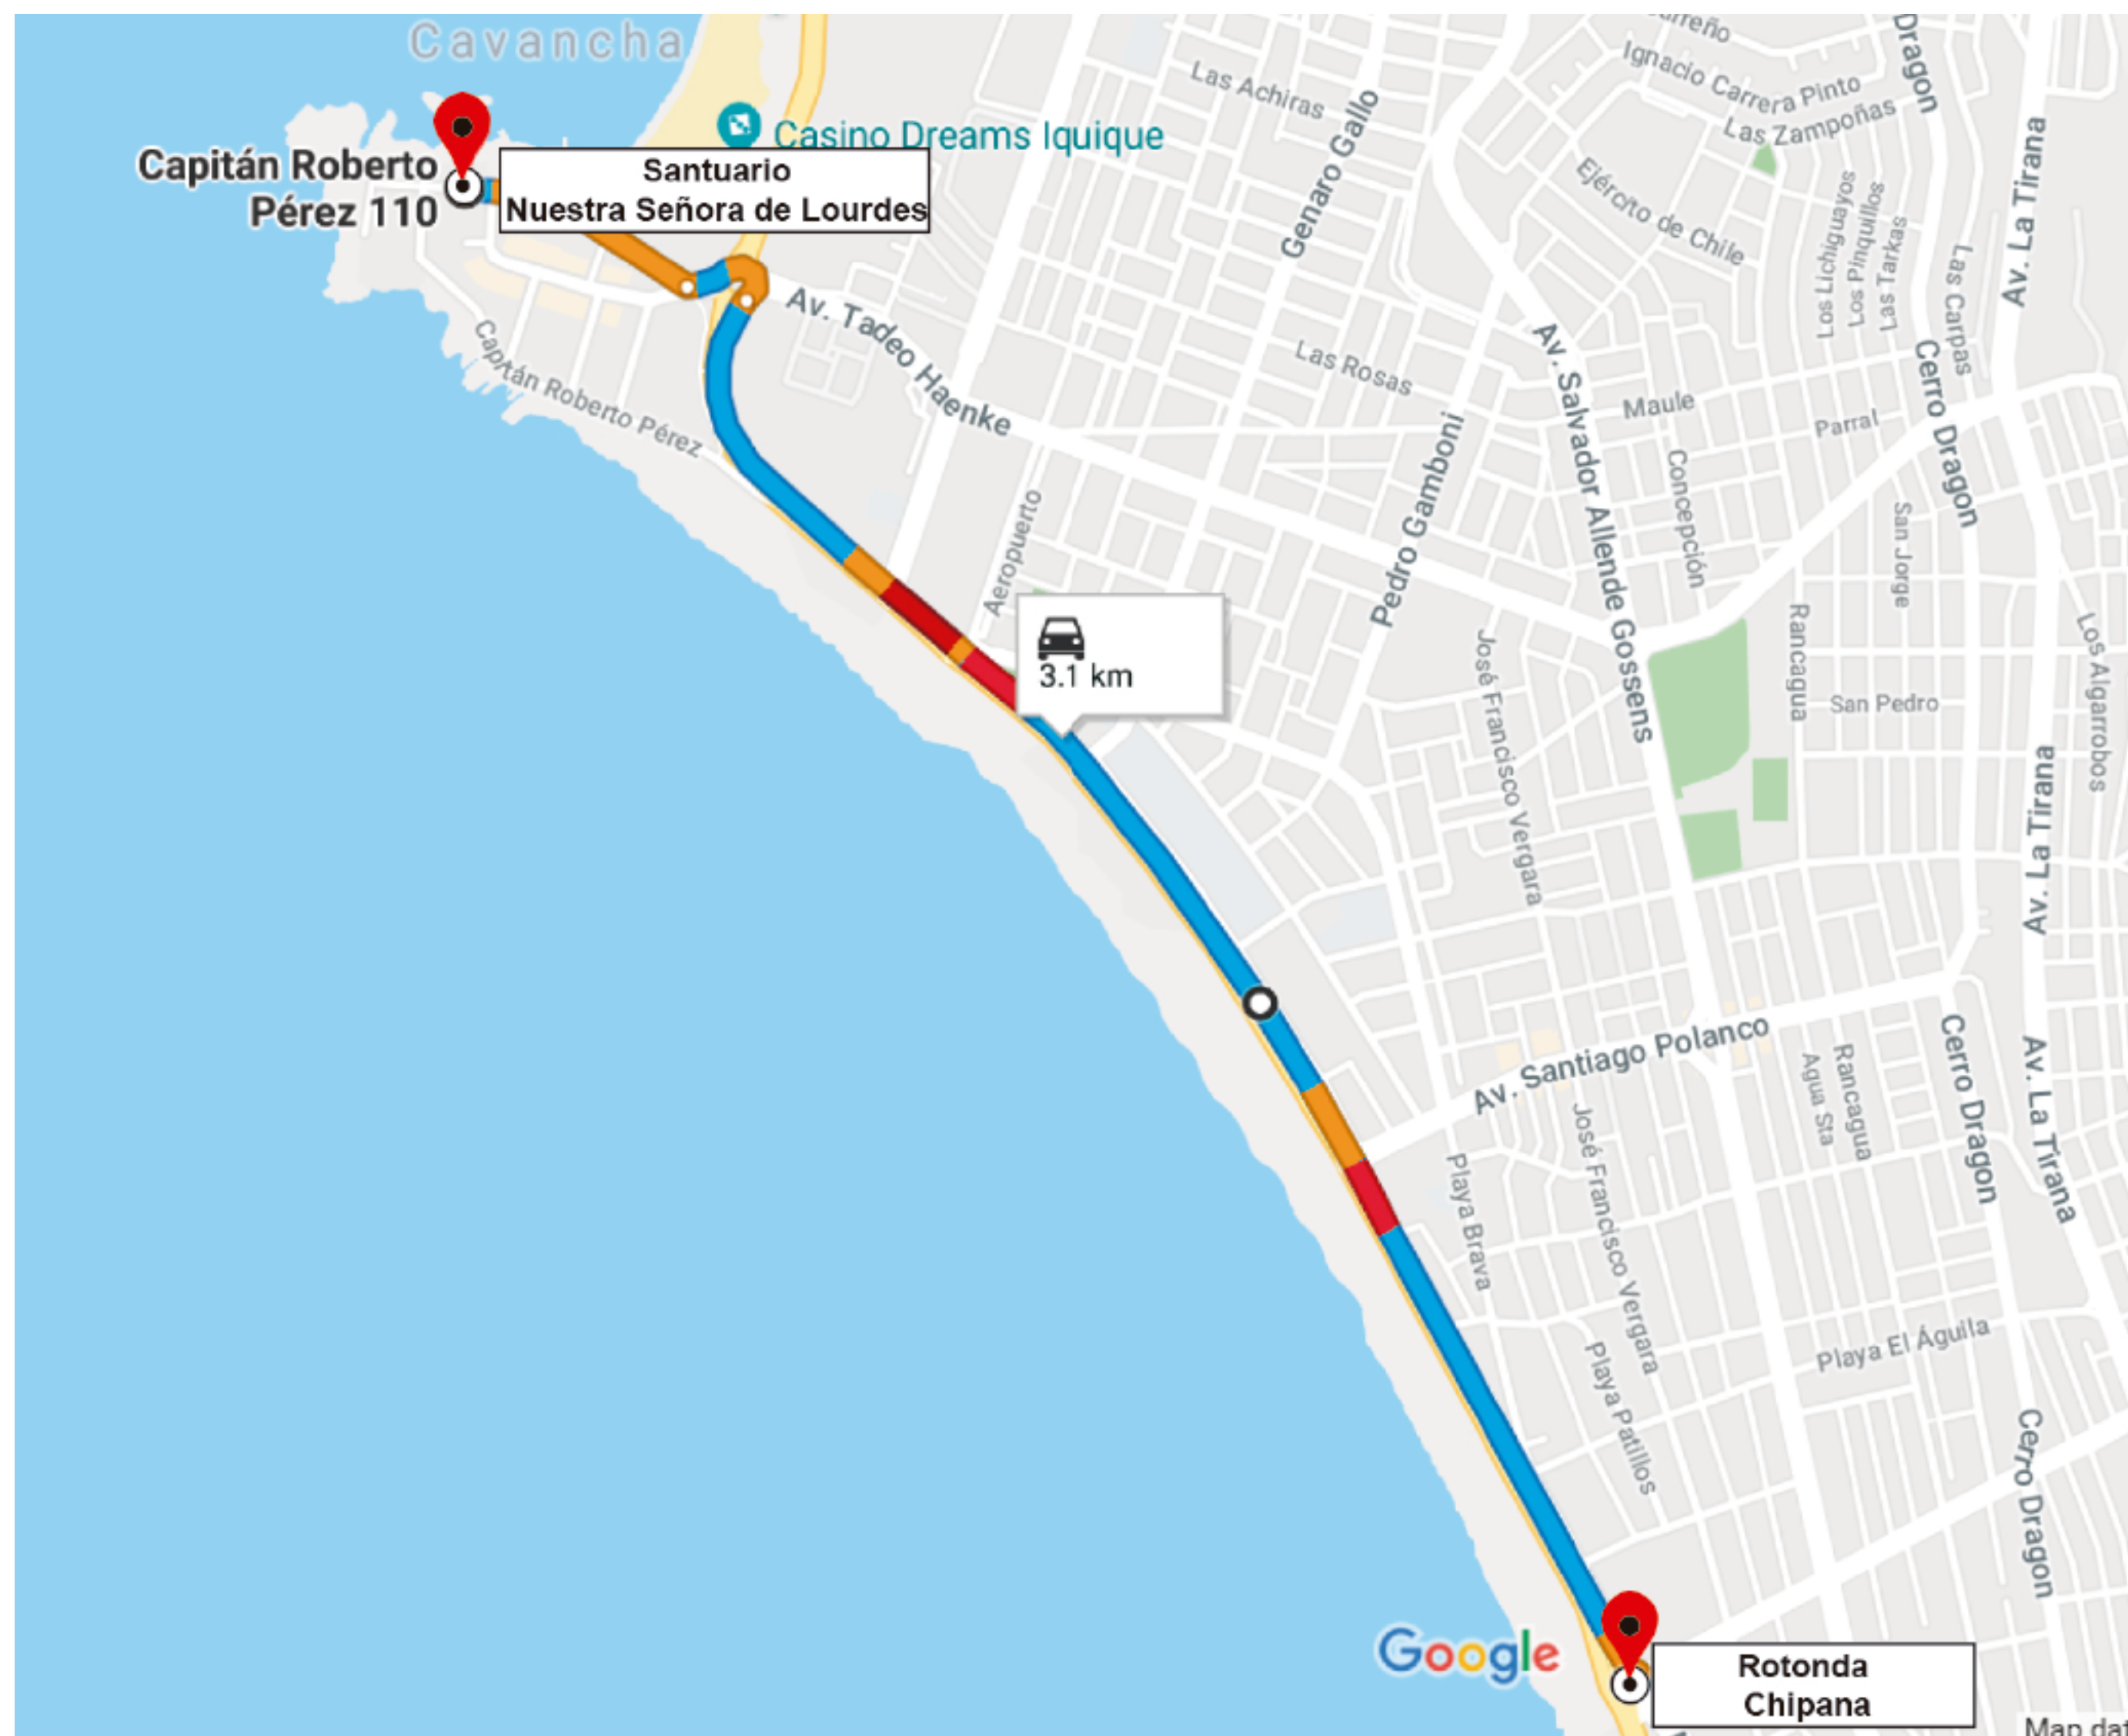 Cavancha
Casino Dreams Iquique
Capitán Roberto
Pérez 110
Santuario
Nuestra Señora de Lourdes
Las Achiras
Genaro Gallo
Ignacio Carrera Pinto
Las Zampoñas
Dragon
Av. La Tirana
Ejército de Chile
Los Lichiguayos
Los Pinquillos
Las Tarkas
Las Carpas
Av. Tadeo Haenke
Capitán Roberto Pérez
Las Rosas
Av. Salvador Allende Gossens
Maule
Parral
Cerro Dragon
Pedro Gamboni
Concepción
Aeropuerto
San Jorge
3.1 km
José Francisco Vergara
Rancagua
San Pedro
Los Algarrobos
Av. La Tirana
Av. Santiago Polanco
Rancagua
Agua Sta
Cerro Dragon
Av. La Tirana
José Francisco Vergara
Playa Brava
Playa El Águila
Playa Patillos
Cerro Dragon
Google
Rotonda
Chipana